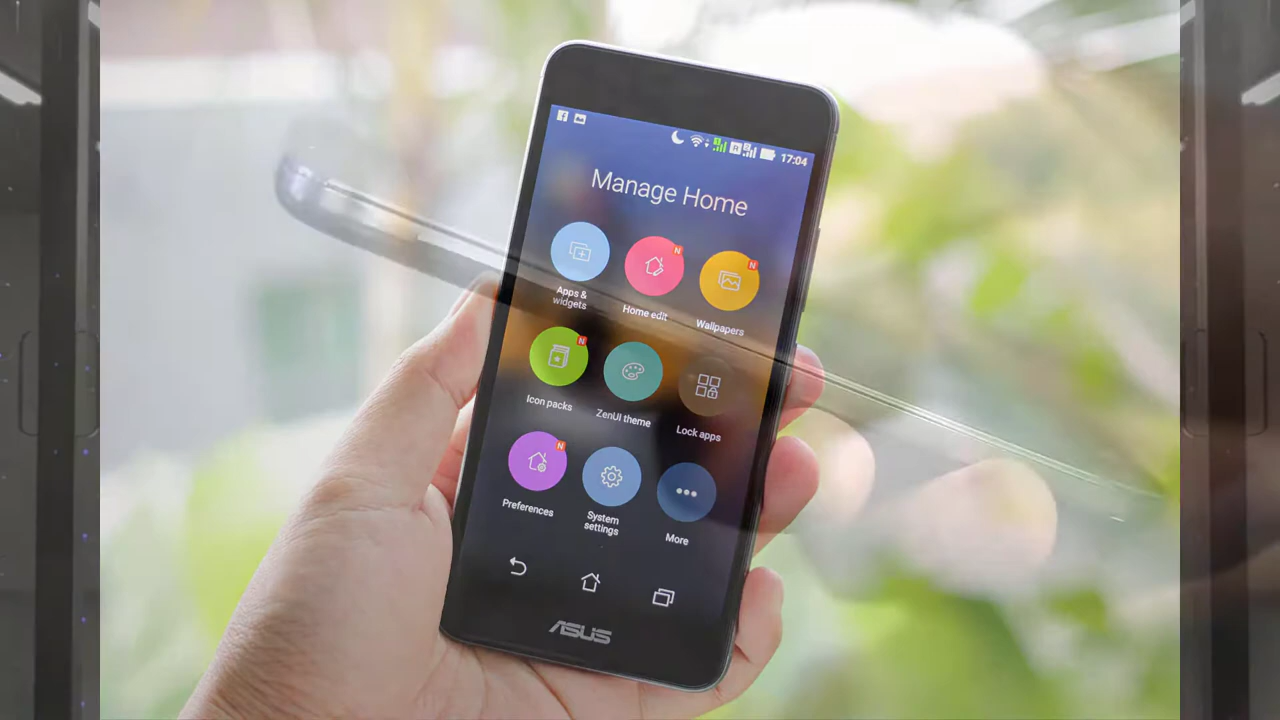 17:04
Manage Home
Apps &
widgets
Home edit
Wallpapers
Icon packs
ZenUI theme
Lock apps
Preferences
System
settings
More
ASUS